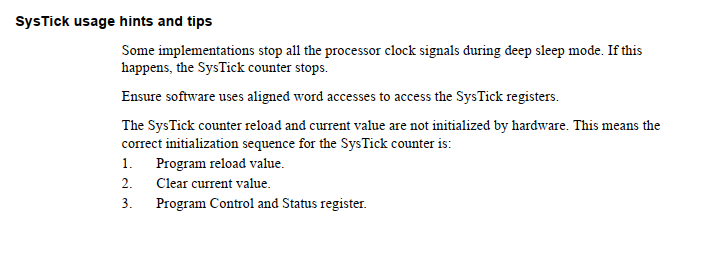 SysTick usage hints and tips
Some implementations stop all the processor clock signals during deep sleep mode. If this
happens, the SysTick counter stops.
Ensure software uses aligned word accesses to access the SysTick registers.
The SysTick counter reload and current value are not initialized by hardware. This means the
correct initialization sequence for the SysTick counter is:
1. Program reload value.
2. Clear current value.
3. Program Control and Status register.